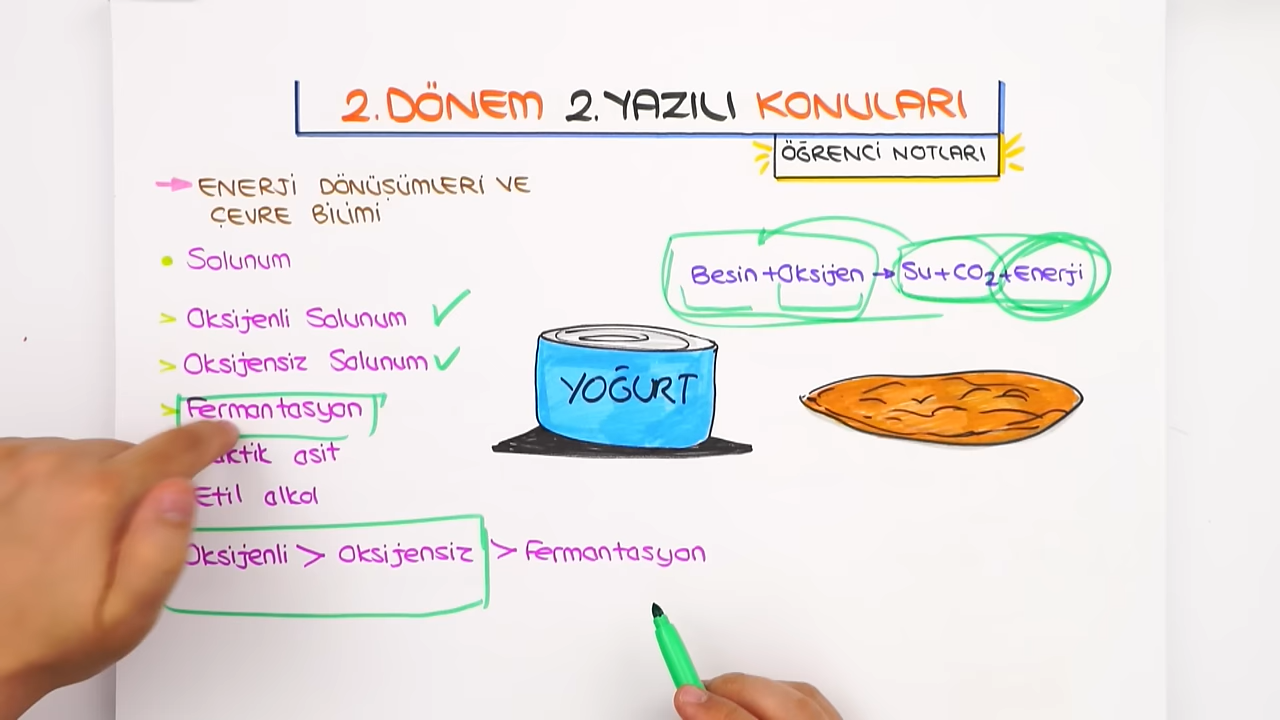 2.DÖNEM 2.YAZILI KONULARI
ÖĞRENCİ NOTLARI
ENERJİ DÖNÜŞÜMLERİ VE
ÇEVRE BİLİMİ
Solunum
Besin+Oksijen→Su+CO₂+Enerji
> Oksijenli Solunum
> Oksijensiz Solunum
> Fermantasyon
asit
Etil alkol
Oksijenli > Oksijensiz > Fermantasyon
YOĞURT